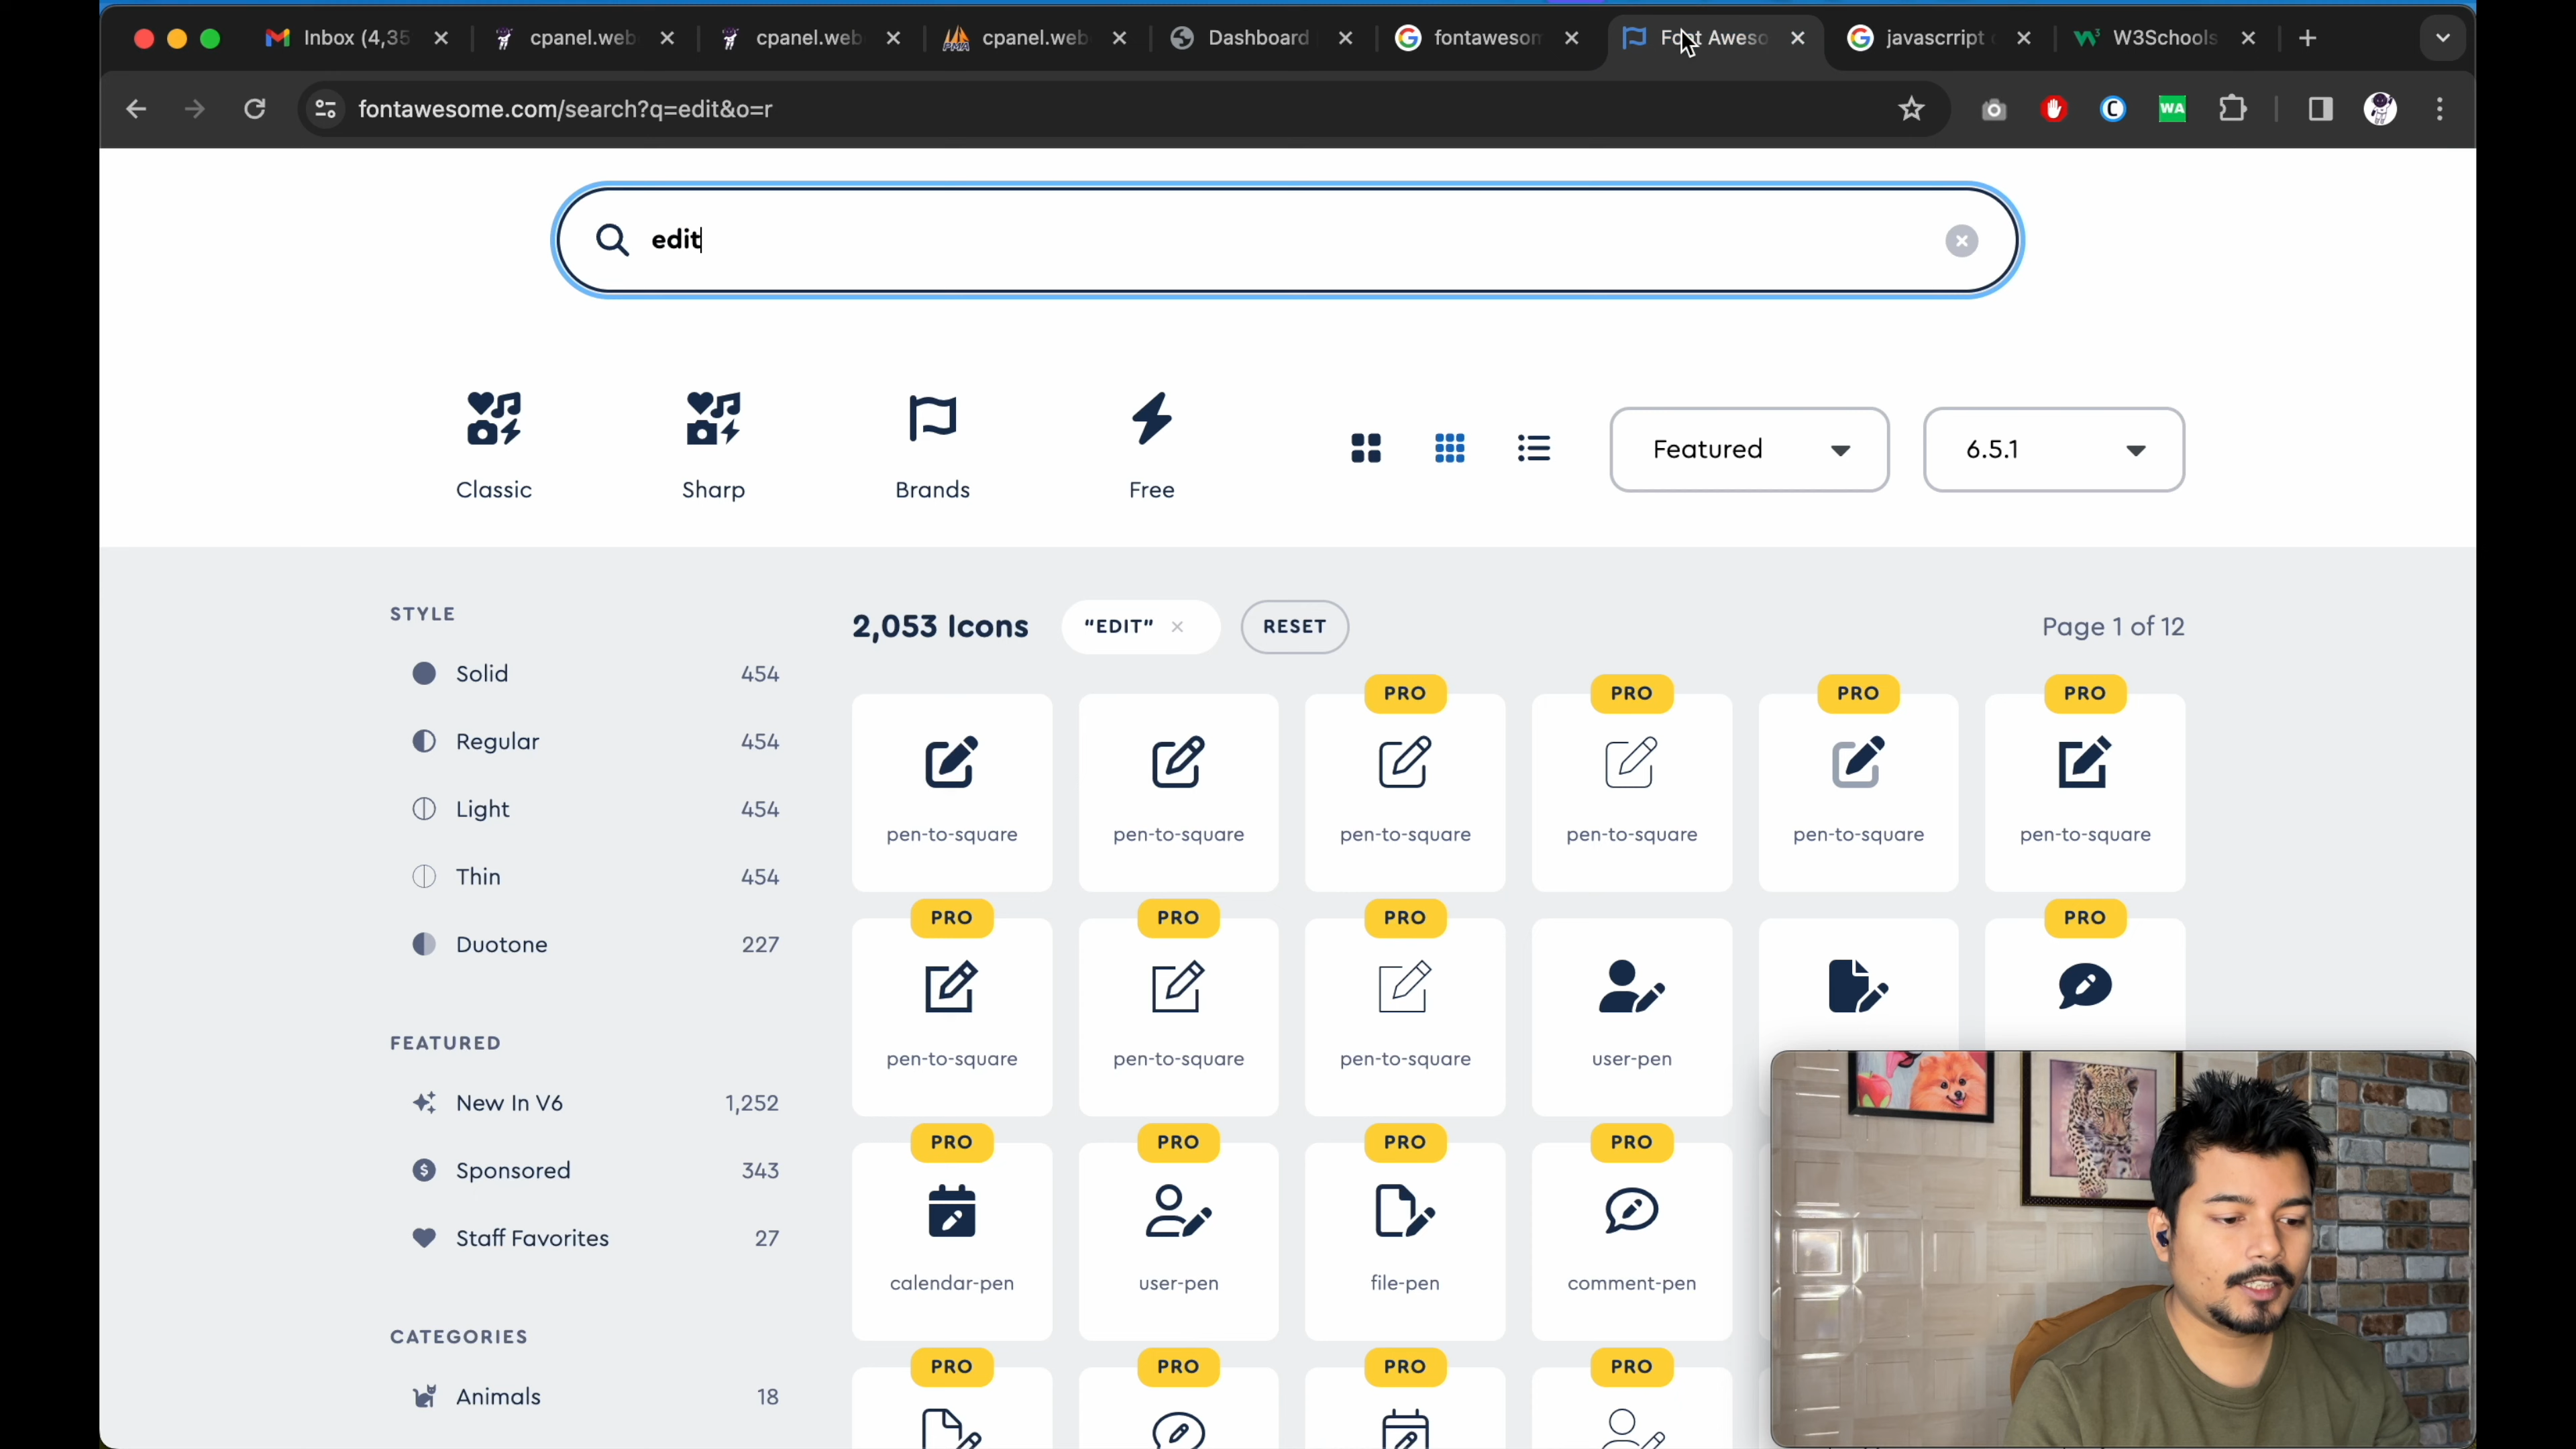 Inbox (4,35
cpanel.web
cpanel.web
cpanel.web
Dashboard
fontawesom
Font Aweso
javascrript
W3Schools
fontawesome.com/search?q=edit&o=r
WA
edit
Classic
Sharp
Brands
Free
Featured
6.5.1
STYLE
Solid 454
Regular 454
Light 454
Thin 454
Duotone 227
FEATURED
New In V6 1,252
Sponsored 343
Staff Favorites 27
CATEGORIES
Animals 18
2,053 Icons
“EDIT”
RESET
Page 1 of 12
PRO PRO PRO PRO
pen-to-square pen-to-square pen-to-square pen-to-square pen-to-square pen-to-square
PRO PRO PRO PRO
pen-to-square pen-to-square pen-to-square user-pen
PRO PRO PRO PRO
calendar-pen user-pen file-pen comment-pen
PRO PRO PRO PRO